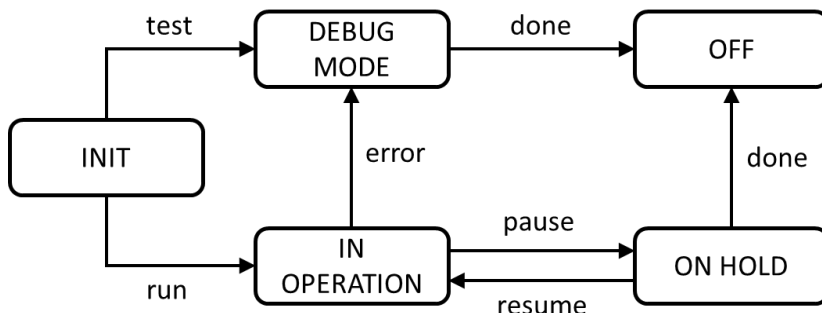 test
DEBUG
MODE
done
OFF
INIT
error
done
run
IN
OPERATION
pause
resume
ON HOLD